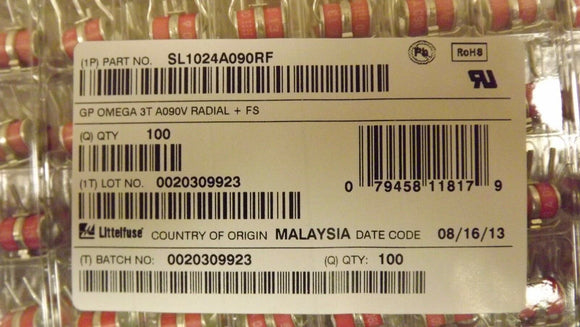 (1P) PART NO. SL1024A090RF
Pb
RoHS
GP OMEGA 3T A090V RADIAL + FS
(Q) QTY 100
(1T) LOT NO. 0020309923
0 79458 11817 9
Littelfuse® COUNTRY OF ORIGIN MALAYSIA DATE CODE 08/16/13
(T) BATCH NO: 0020309923 (Q) QTY: 100